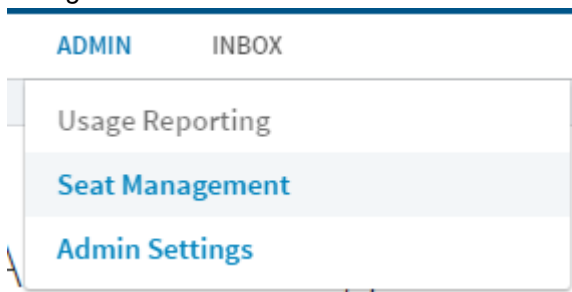 ADMIN INBOX
Usage Reporting
Seat Management
Admin Settings